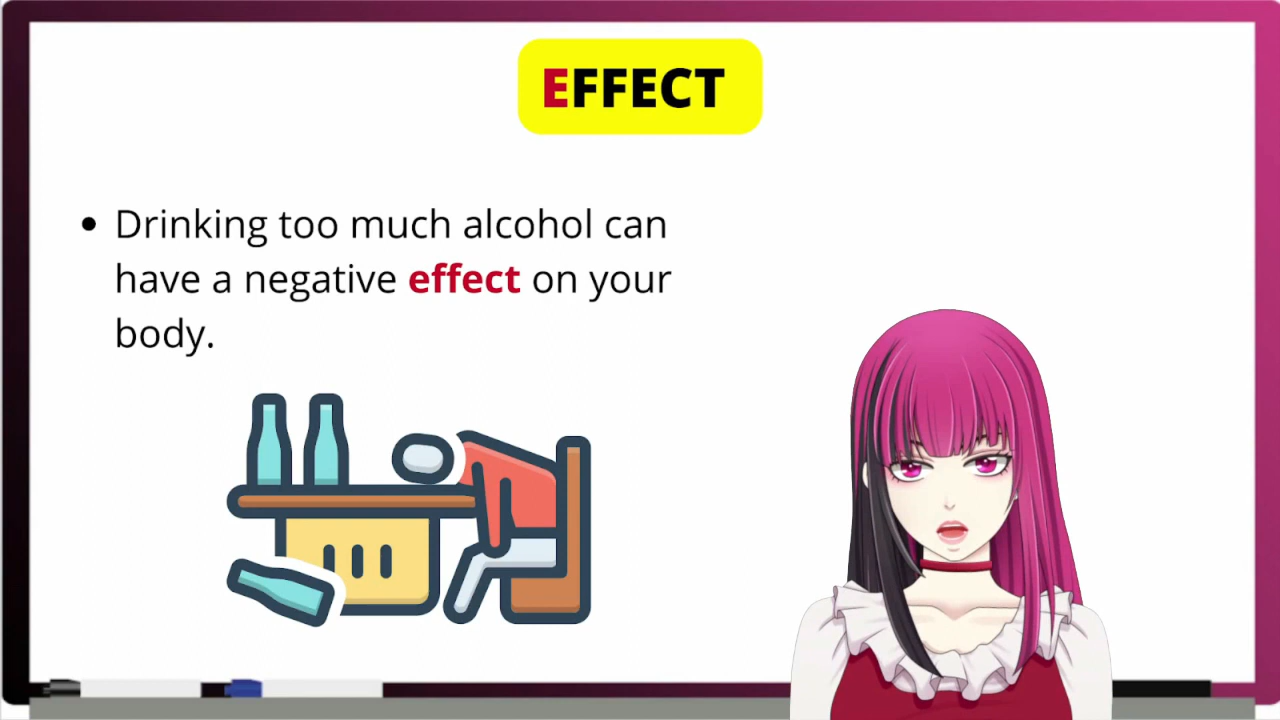 EFFECT
• Drinking too much alcohol can
have a negative effect on your
body.